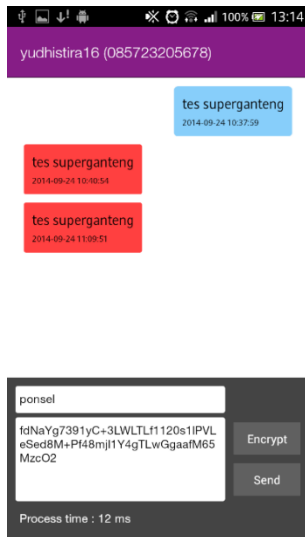 100% 13:14
yudhistira16 (085723205678)
tes superganteng
2014-09-24 10:37:59
tes superganteng
2014-09-24 10:40:54
tes superganteng
2014-09-24 11:09:51
ponsel
fdNaYg7391yC+3LWLTLf1120s1lPVL
eSed8M+Pf48mjI1Y4gTLwGgaafM65
MzcO2
Encrypt
Send
Process time : 12 ms